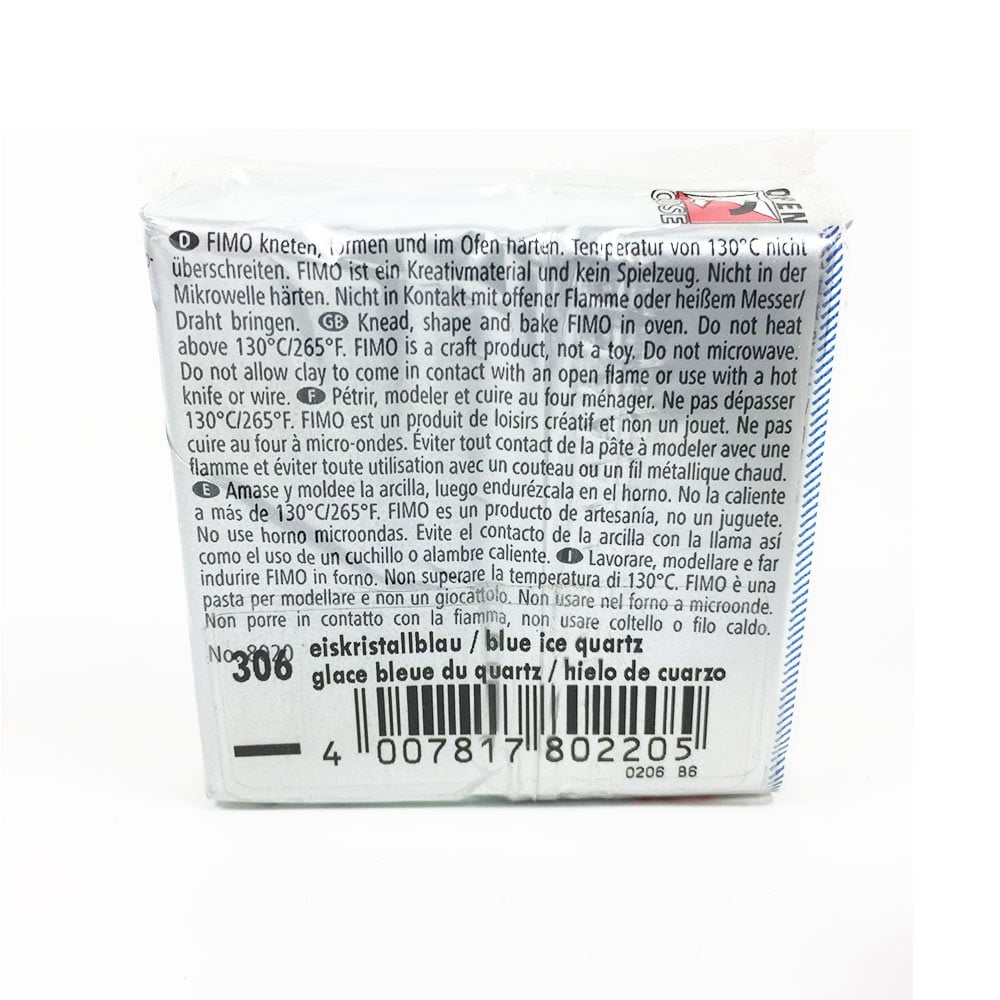 OPEN
CLOSE
D FIMO kneten, formen und im Ofen härten. Temperatur von 130°C nicht
überschreiten. FIMO ist ein Kreativmaterial und kein Spielzeug. Nicht in der
Mikrowelle härten. Nicht in Kontakt mit offener Flamme oder heißem Messer/
Draht bringen. GB Knead, shape and bake FIMO in oven. Do not heat
above 130°C/265°F. FIMO is a craft product, not a toy. Do not microwave.
Do not allow clay to come in contact with an open flame or use with a hot
knife or wire. F Pétrir, modeler et cuire au four ménager. Ne pas dépasser
130°C/265°F. FIMO est un produit de loisirs créatif et non un jouet. Ne pas
cuire au four à micro-ondes. Éviter tout contact de la pâte à modeler avec une
flamme et éviter toute utilisation avec un couteau ou un fil métallique chaud.
E Amase y moldee la arcilla, luego endurézcala en el horno. No la caliente
a más de 130°C/265°F. FIMO es un producto de artesanía, no un juguete.
No use horno microondas. Evite el contacto de la arcilla con la llama así
como el uso de un cuchillo o alambre caliente. I Lavorare, modellare e far
indurire FIMO in forno. Non superare la temperatura di 130°C. FIMO è una
pasta per modellare e non un giocattolo. Non usare nel forno a microonde.
Non porre in contatto con la fiamma, non usare coltello o filo caldo.
No. 8020
306 eiskristallblau / blue ice quartz
glace bleue du quartz / hielo de cuarzo
4 007817 802205
0206 B6